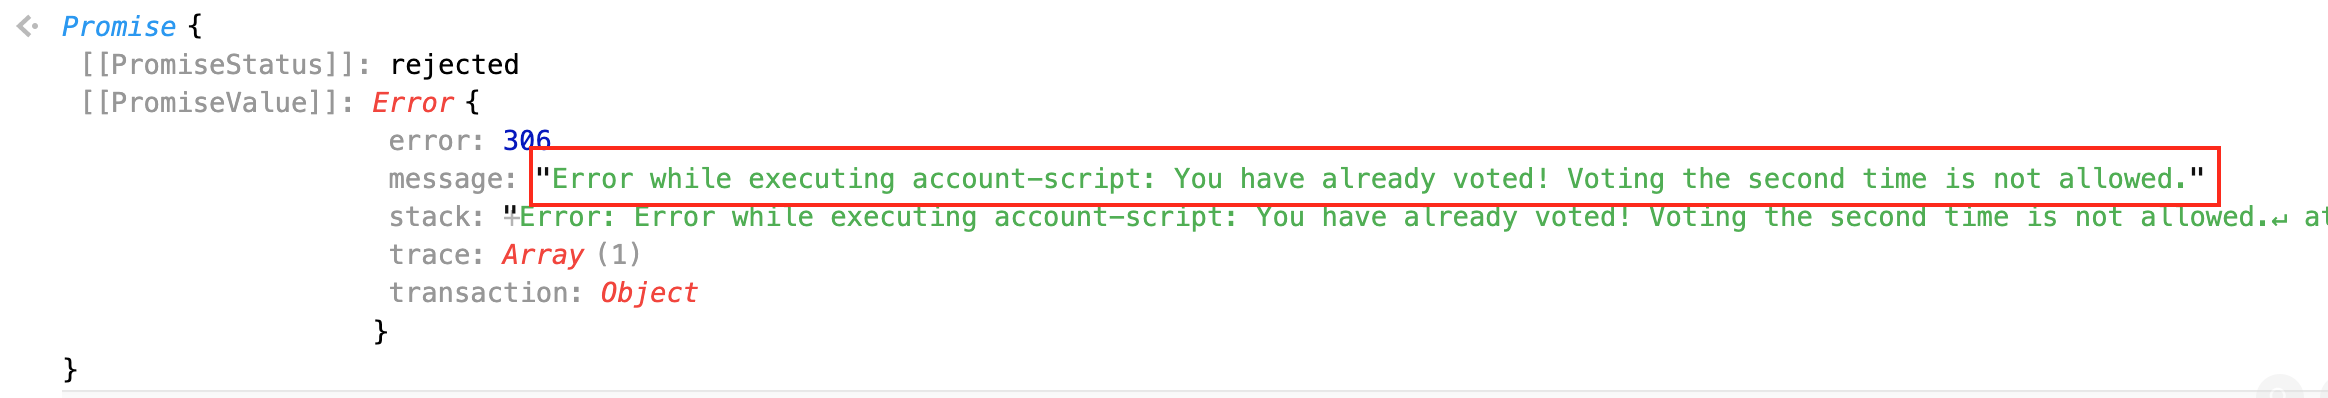 Promise {
[[PromiseStatus]]: rejected
[[PromiseValue]]: Error {
error: 306
message: "Error while executing account-script: You have already voted! Voting the second time is not allowed."
stack: "Error: Error while executing account-script: You have already voted! Voting the second time is not allowed.↵ at
trace: Array (1)
transaction: Object
}
}